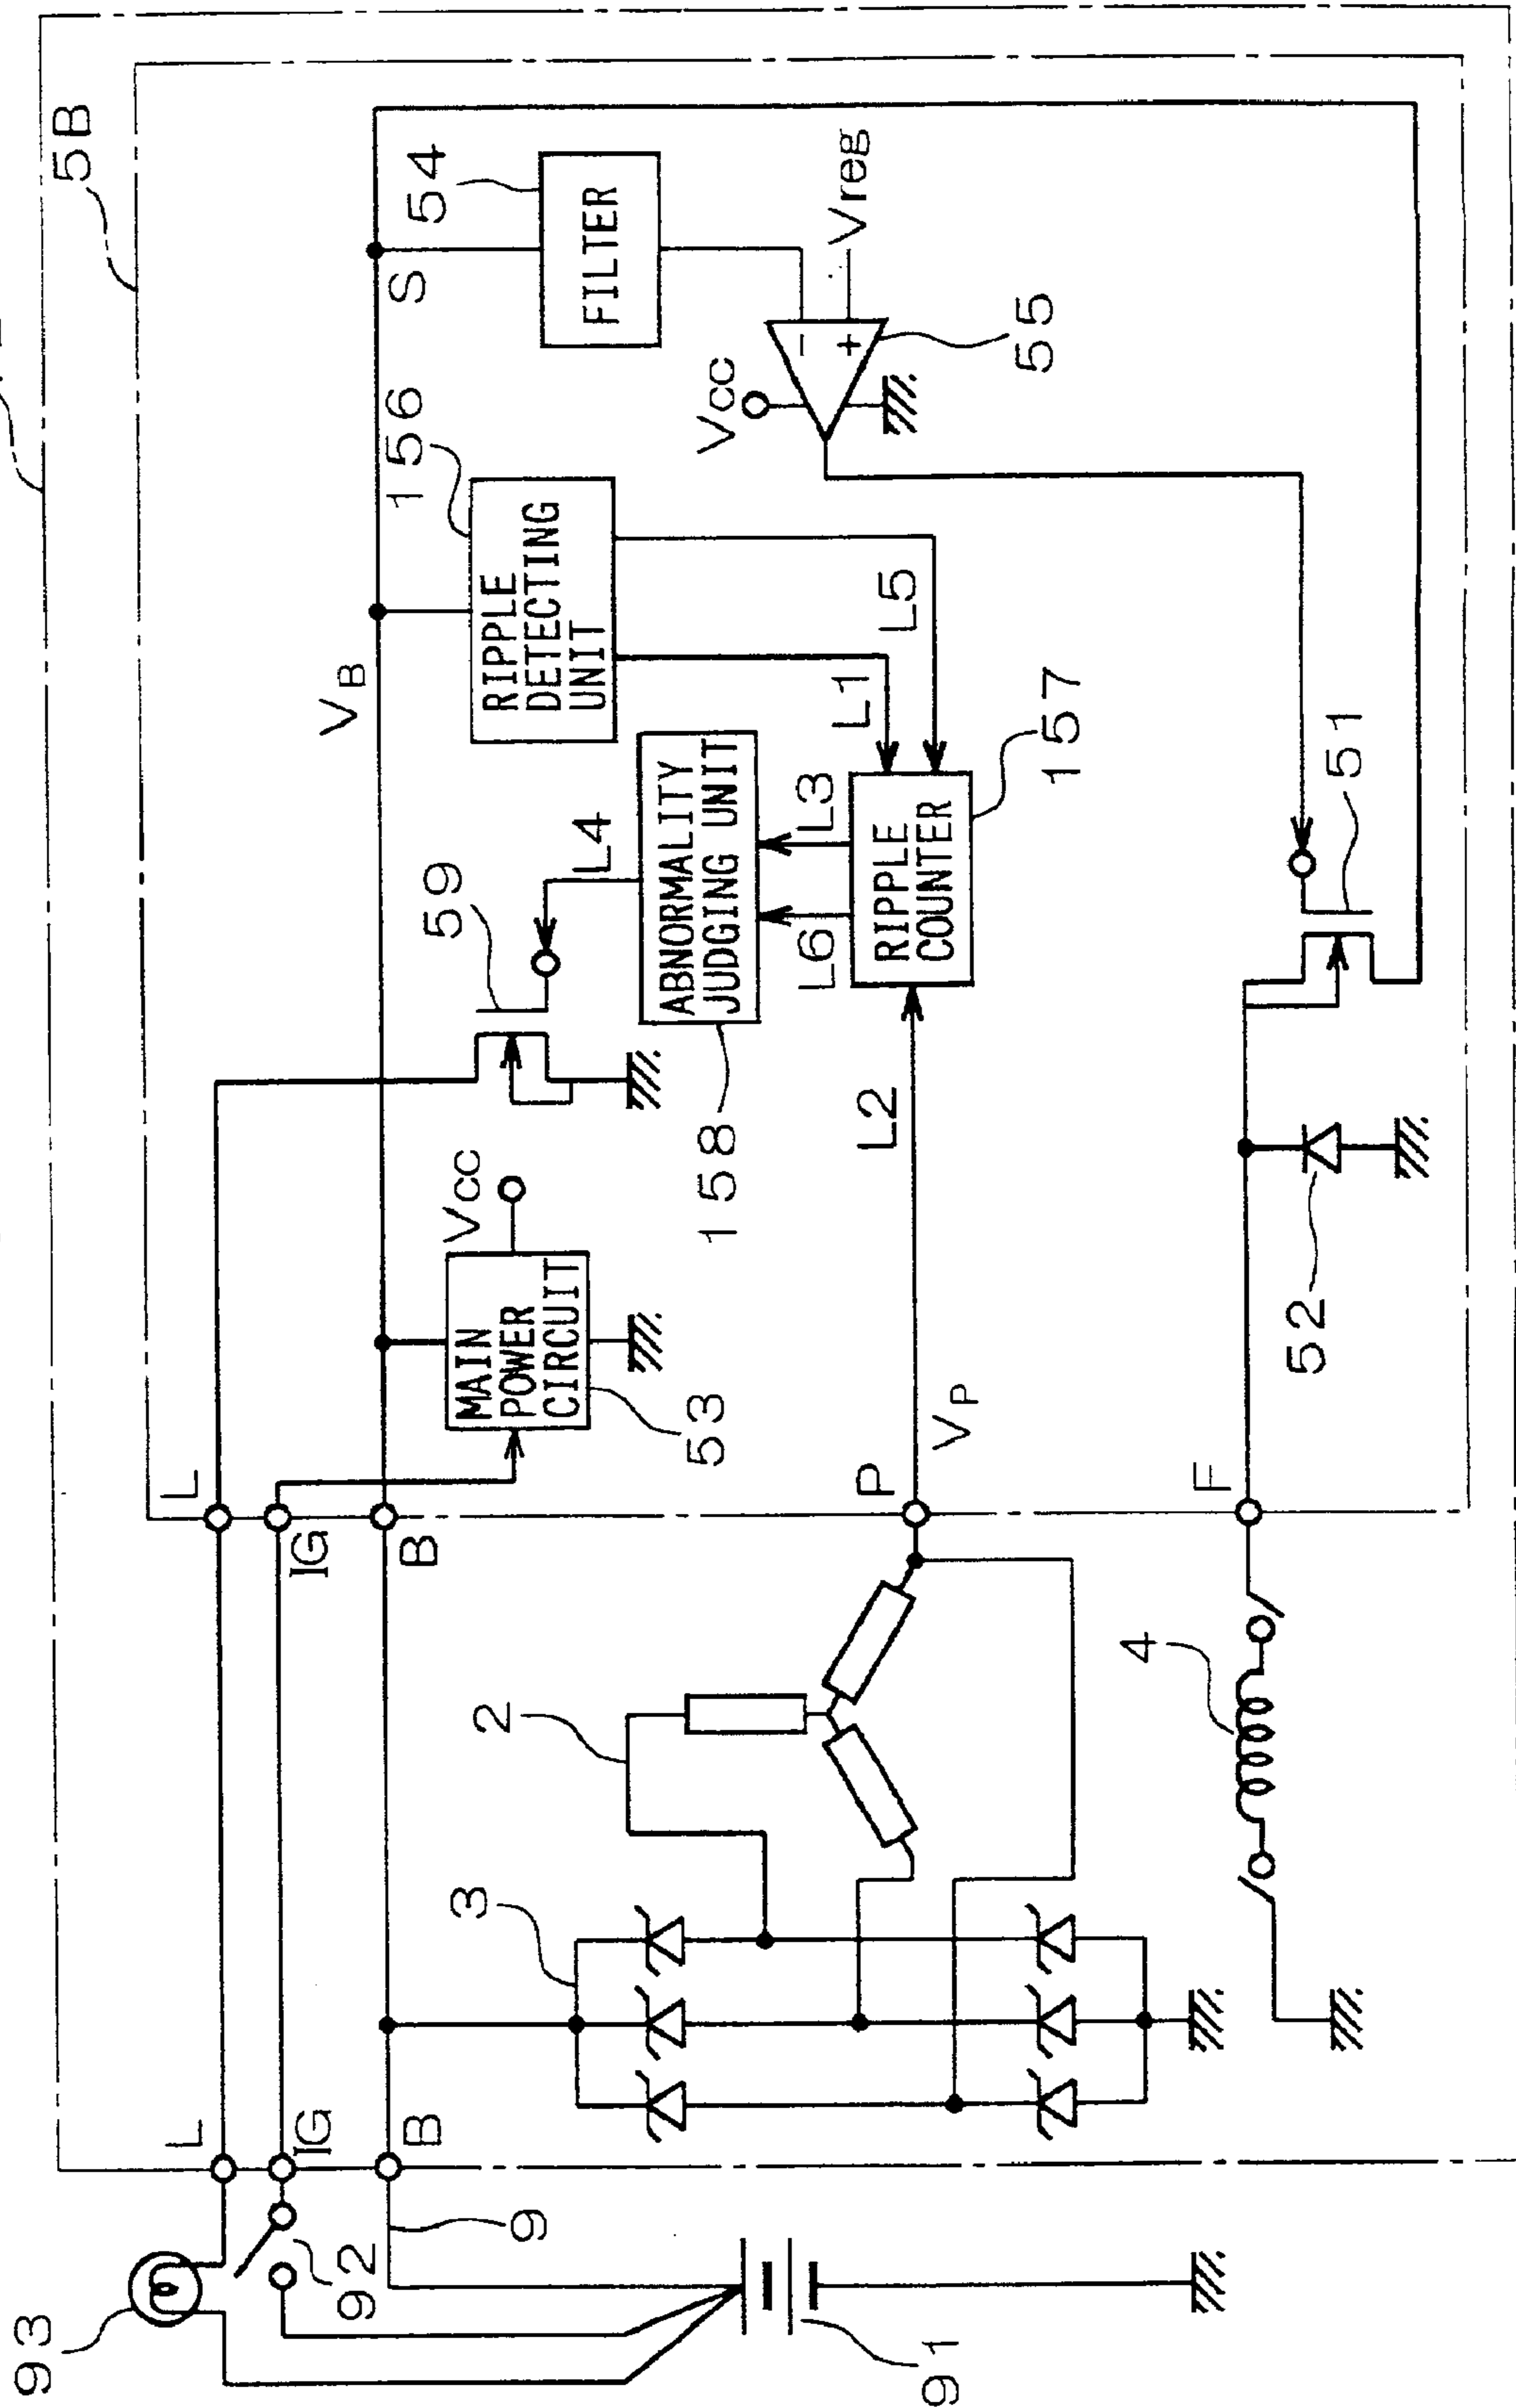 5B
93
L
L
59
VB
156
S
54
92
IG
IG
MAIN
POWER
CIRCUIT
Vcc
L4
RIPPLE
DETECTING
UNIT
FILTER
9
B
B
53
ABNORMALITY
JUDGING UNIT
158
Vcc
Vreg
-
+
55
3
2
L6
L3
L1
L5
91
P
VP
L2
RIPPLE
COUNTER
157
4
F
52
51